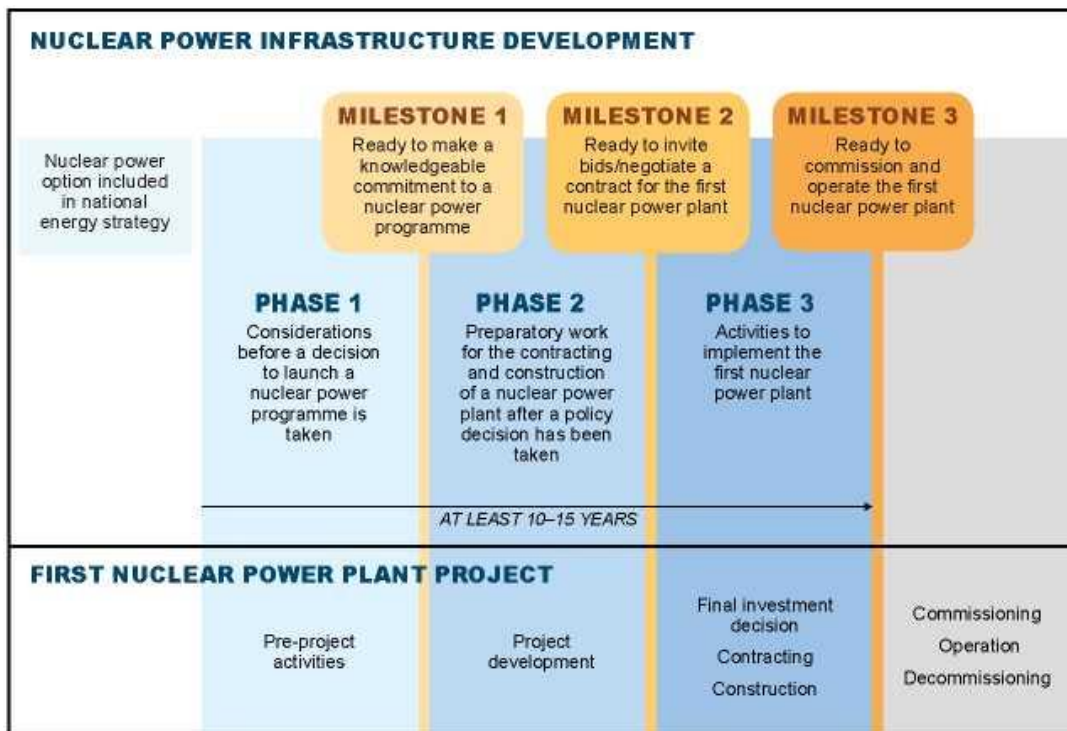 NUCLEAR POWER INFRASTRUCTURE DEVELOPMENT
Nuclear power
option included
in national
energy strategy
MILESTONE 1
Ready to make a
knowledgeable
commitment to a
nuclear power
programme
MILESTONE 2
Ready to invite
bids/negotiate a
contract for the first
nuclear power plant
MILESTONE 3
Ready to
commission and
operate the first
nuclear power plant
PHASE 1
Considerations
before a decision
to launch a
nuclear power
programme is
taken
PHASE 2
Preparatory work
for the contracting
and construction
of a nuclear power
plant after a policy
decision has been
taken
PHASE 3
Activities to
implement the
first nuclear
power plant
AT LEAST 10–15 YEARS
FIRST NUCLEAR POWER PLANT PROJECT
Pre-project
activities
Project
development
Final investment
decision
Contracting
Construction
Commissioning
Operation
Decommissioning